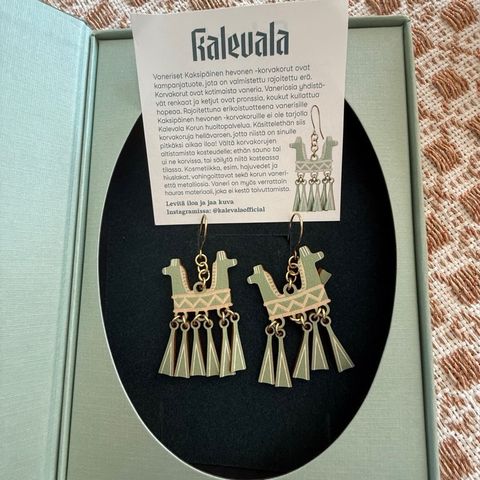 Kalevala
Vaneriset Kaksipäinen hevonen -korvakorut ovat
kampanjatuote, jota on valmistettu rajoitettu erä.
Korvakorut ovat kotimaista vaneria. Vaneriosia yhdistä-
vät renkaat ja ketjut ovat pronssia, koukut kullattua
hopeaa. Rajoitettuna erikoistuotteena vanerisille
Kaksipäinen hevonen -korvakoruille ei ole tarjolla
Kalevala Korun huoltopalvelua. Käsittelethän siis
korvakoruja hellävaroen, jotta niistä on sinulle
pitkäksi aikaa iloa! Vältä korvakorujen
altistamista kosteudelle; ethän sauno tai
ui ne korvissa, tai säilytä niitä kosteassa
tilassa. Kosmetiikka, esim. hajuvedet ja
hiuslakat, vahingoittavat sekä korun vaneri-
että metalliosia. Vaneri on myös verrattain
hauras materiaali, joka ei kestä taivuttamista.
Levitä iloa ja jaa kuva
Instagramissa: @kalevalaofficial